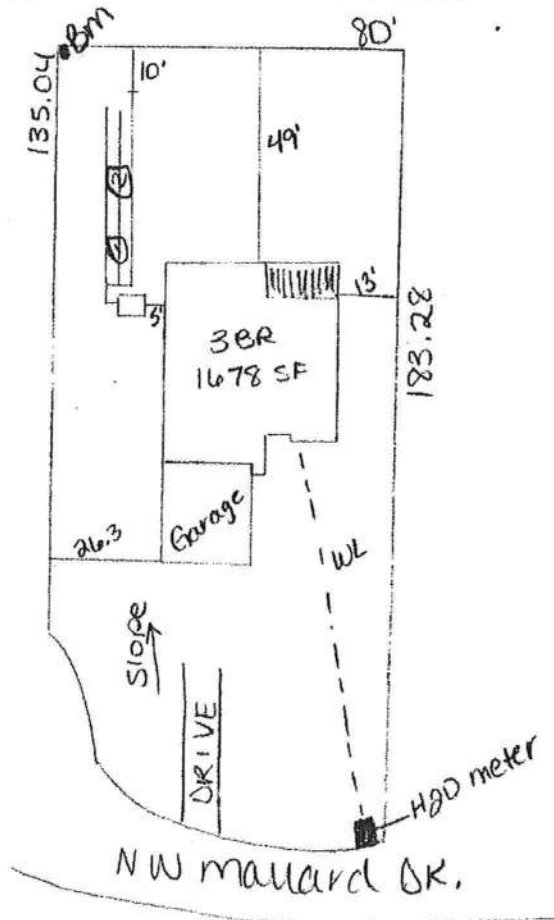 BM
80'
135.04
10'
49'
2
1
5'
13'
3BR
1678 SF
183.28
Garage
26.3
WL
Slope
DRIVE
H2O meter
NW mallard DR.